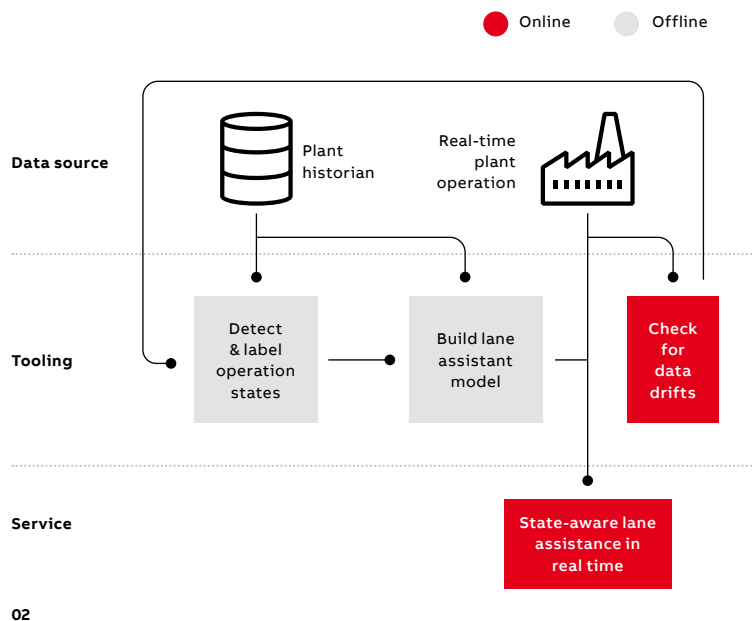 Online
Offline
Data source
Plant
historian
Real-time
plant
operation
Tooling
Detect
& label
operation
states
Build lane
assistant
model
Check
for
data
drifts
Service
State-aware lane
assistance in
real time
02